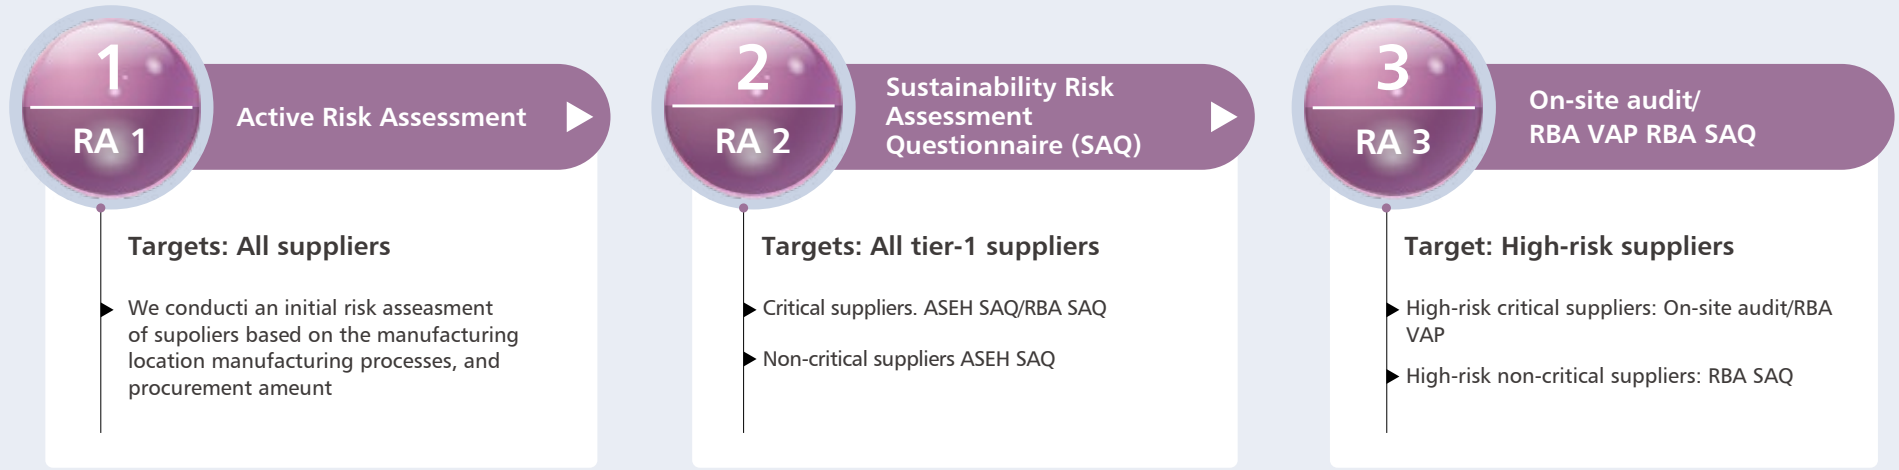 1
RA 1
Active Risk Assessment
Targets: All suppliers
We conducti an initial risk asseasment
of supoliers based on the manufacturing
location manufacturing processes, and
procurement ameunt
2
RA 2
Sustainability Risk
Assessment
Questionnaire (SAQ)
Targets: All tier-1 suppliers
Critical suppliers. ASEH SAQ/RBA SAQ
Non-critical suppliers ASEH SAQ
3
RA 3
On-site audit/
RBA VAP RBA SAQ
Target: High-risk suppliers
High-risk critical suppliers: On-site audit/RBA
VAP
High-risk non-critical suppliers: RBA SAQ